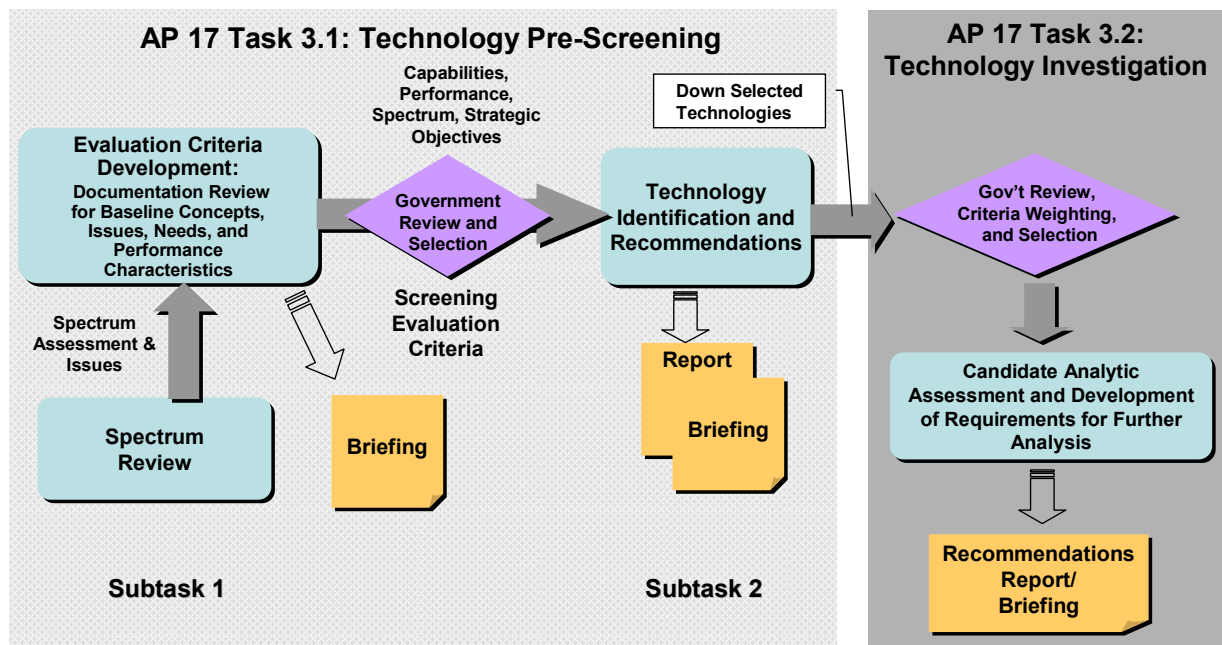 AP 17 Task 3.1: Technology Pre-Screening
Capabilities,
Performance,
Spectrum, Strategic
Objectives
Down Selected
Technologies
Evaluation Criteria
Development:
Documentation Review
for Baseline Concepts,
Issues, Needs, and
Performance
Characteristics
Government
Review and
Selection
Technology
Identification and
Recommendations
Screening
Evaluation
Criteria
Spectrum
Assessment &
Issues
Spectrum
Review
Briefing
Report
Briefing
Subtask 1
Subtask 2
AP 17 Task 3.2:
Technology Investigation
Gov't Review,
Criteria Weighting,
and Selection
Candidate Analytic
Assessment and Development
of Requirements for Further
Analysis
Recommendations
Report/
Briefing